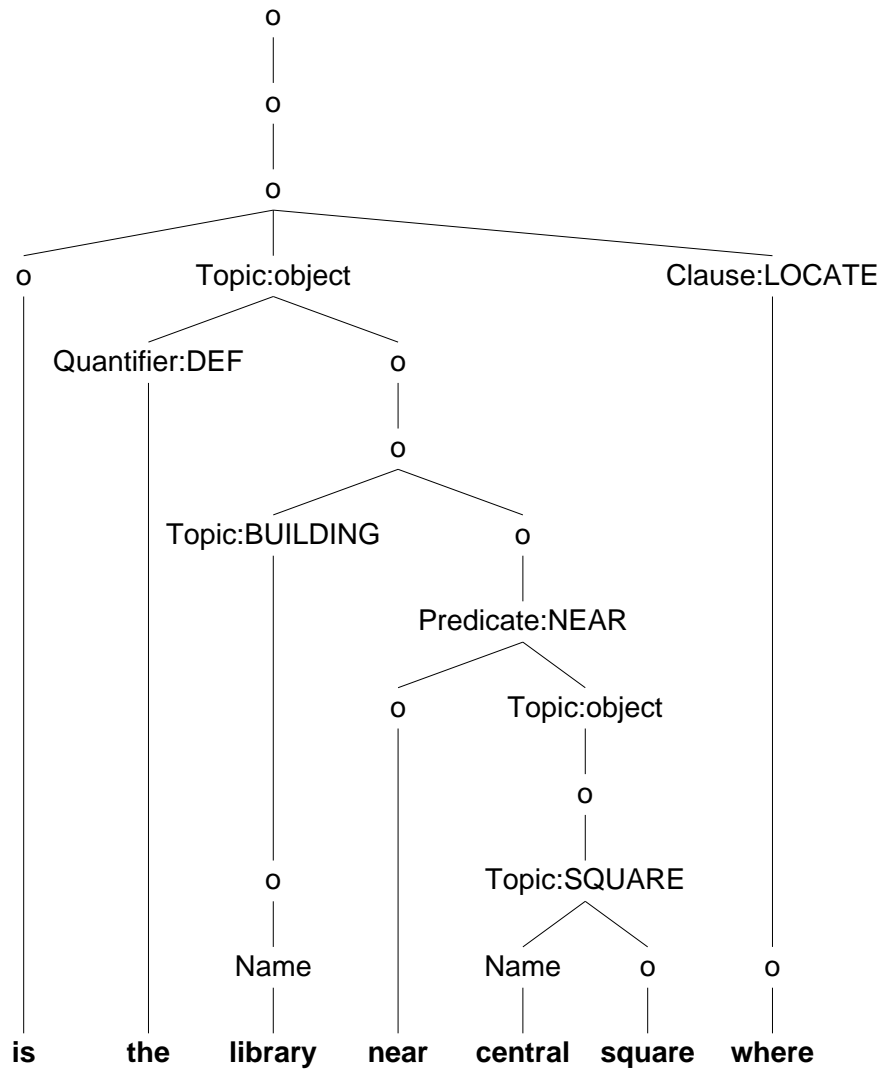 o
o
o
o Topic:object Clause:LOCATE
Quantifier:DEF o
o
Topic:BUILDING o
Predicate:NEAR
o Topic:object
o
o Topic:SQUARE
Name Name o o
is the library near central square where